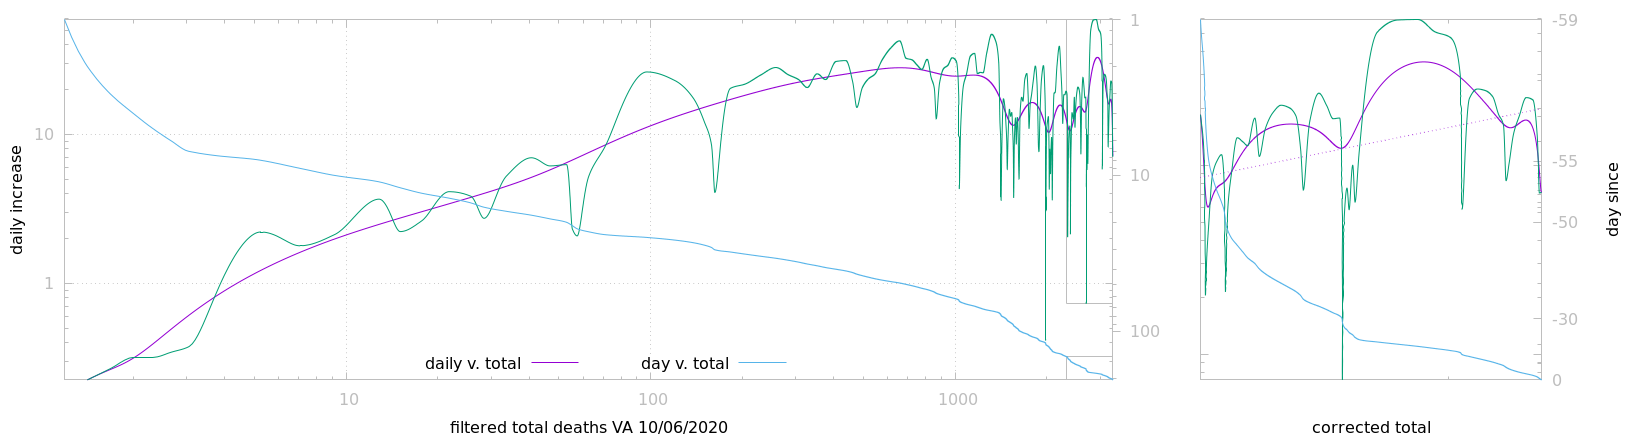 daily increase
10
1
daily v. total
day v. total
10
100
1000
filtered total deaths VA 10/06/2020
1
10
100
-59
-55
-50
-30
0
day since
corrected total